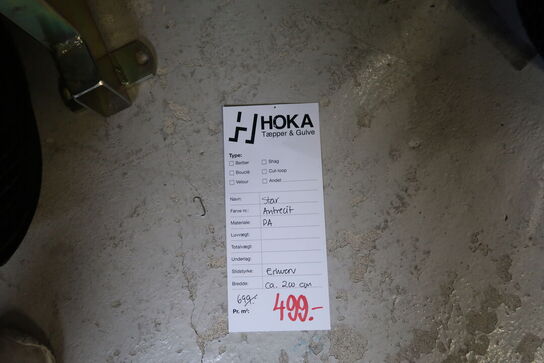 HOKA
Tæpper & Gulve
Type:
☐ Berber ☐ Shag
☐ Bouclé ☐ Cut-loop
☐ Velour ☐ Andet
Navn: Star
Farve nr.: Antrecit
Materiale: PA
Luvvægt:
Totalvægt:
Underlag:
Slidstyrke: Erhverv
Bredde: ca. 200 cm
699,-
Pr. m²: 499.-